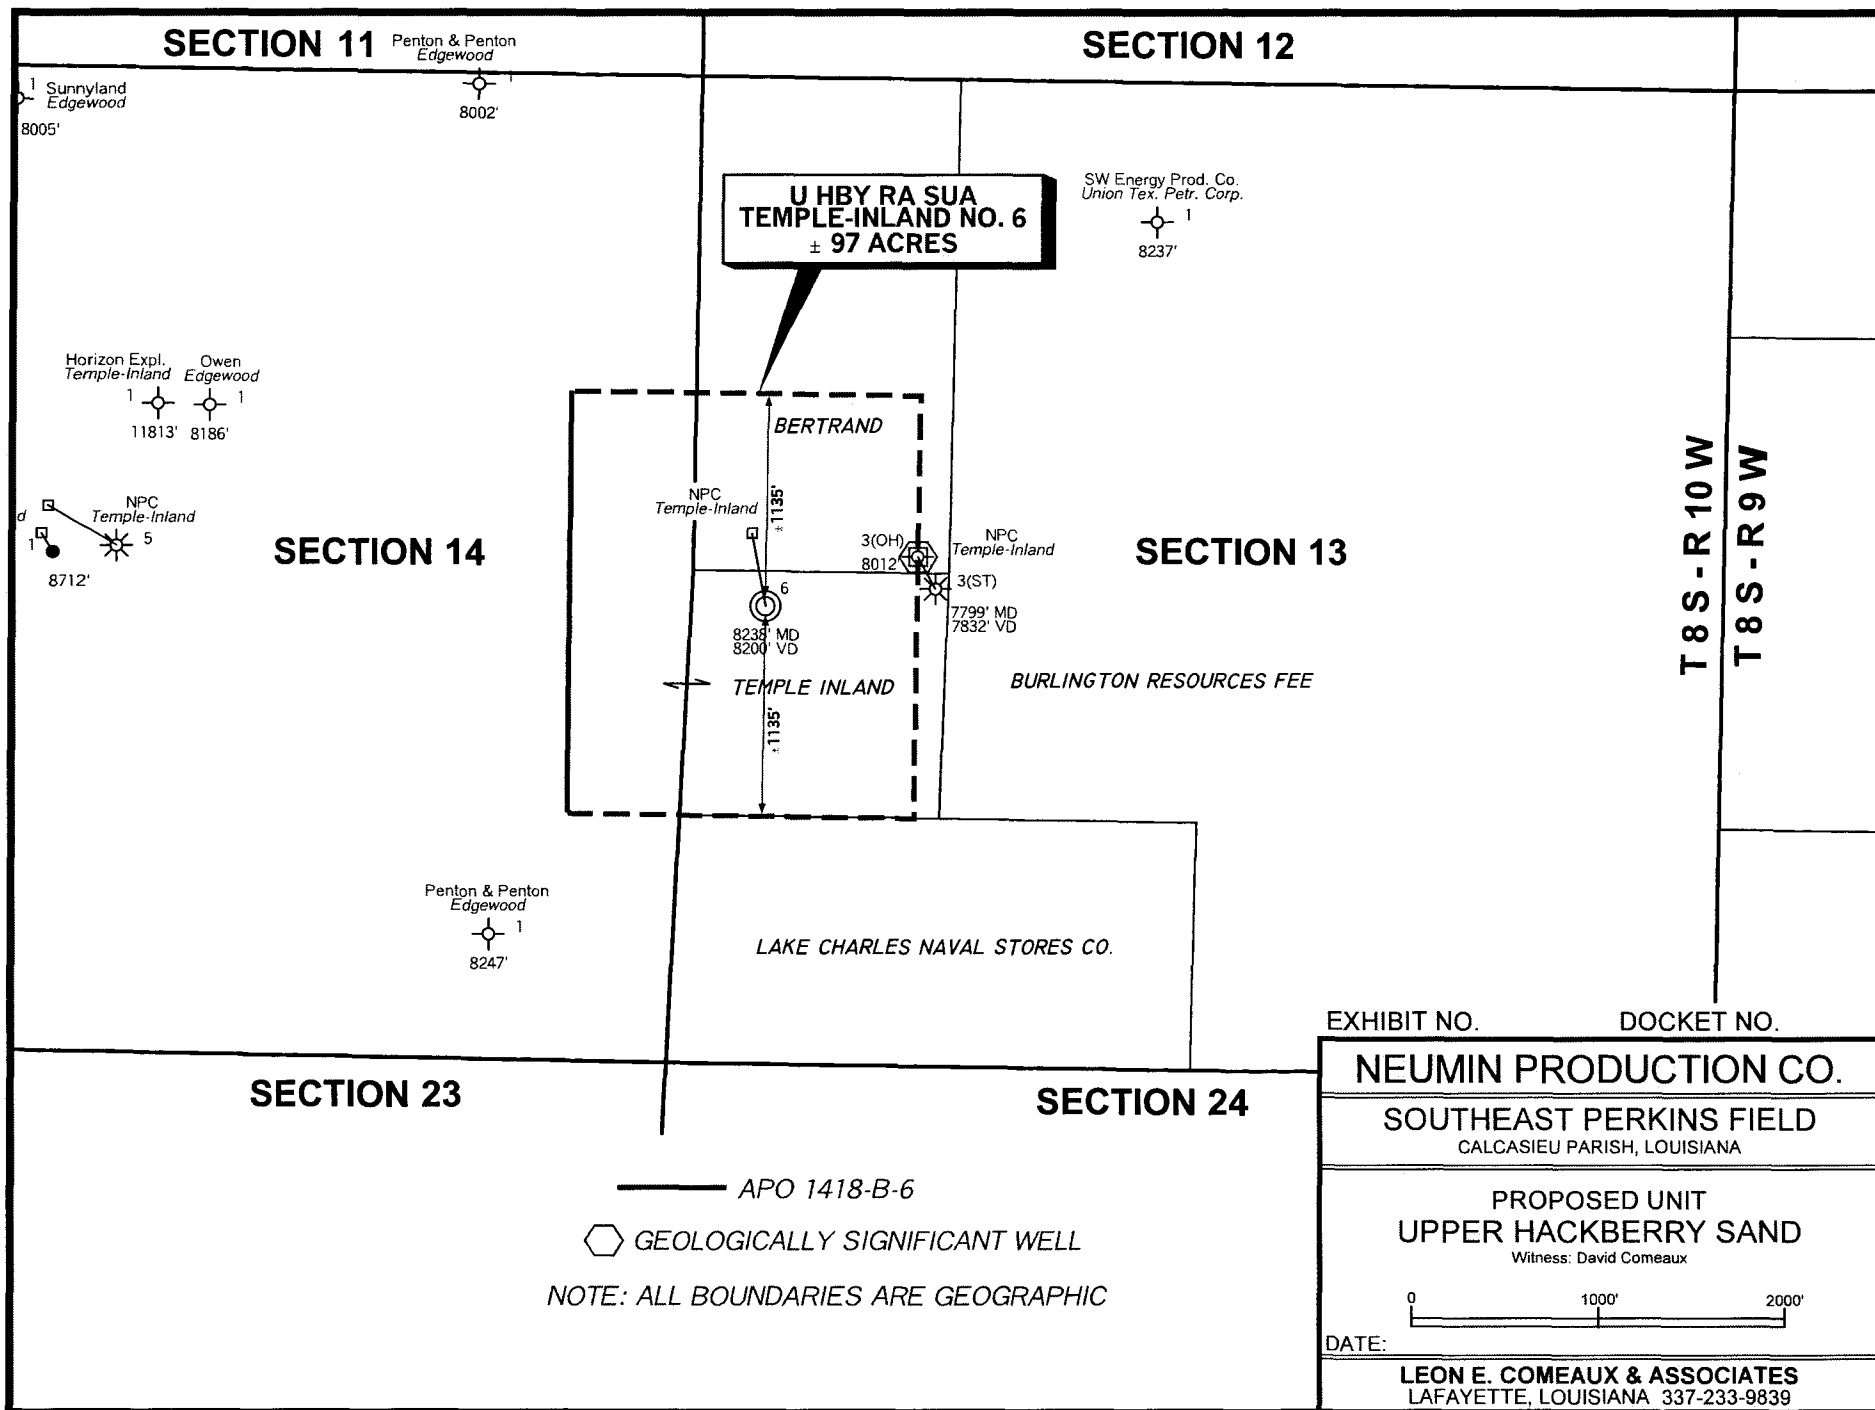 SECTION 11
Penton & Penton
Edgewood
1
8002'
SECTION 12
1 Sunnyland
Edgewood
8005'
U HBY RA SUA
TEMPLE-INLAND NO. 6
± 97 ACRES
SW Energy Prod. Co.
Union Tex. Petr. Corp.
1
8237'
Horizon Expl.
Temple-Inland
1
11813'
Owen
Edgewood
1
8186'
BERTRAND
±1135'
NPC
Temple-Inland
NPC
Temple-Inland
5
d
1
8712'
SECTION 14
3(OH)
8012'
NPC
Temple-Inland
3(ST)
7799' MD
7832' VD
SECTION 13
T8S-R10W
T8S-R9W
6
8238' MD
8200' VD
TEMPLE INLAND
±1135'
BURLINGTON RESOURCES FEE
Penton & Penton
Edgewood
1
8247'
LAKE CHARLES NAVAL STORES CO.
SECTION 23
SECTION 24
APO 1418-B-6
GEOLOGICALLY SIGNIFICANT WELL
NOTE: ALL BOUNDARIES ARE GEOGRAPHIC
EXHIBIT NO. DOCKET NO.
NEUMIN PRODUCTION CO.
SOUTHEAST PERKINS FIELD
CALCASIEU PARISH, LOUISIANA
PROPOSED UNIT
UPPER HACKBERRY SAND
Witness: David Comeaux
0 1000' 2000'
DATE:
LEON E. COMEAUX & ASSOCIATES
LAFAYETTE, LOUISIANA 337-233-9839